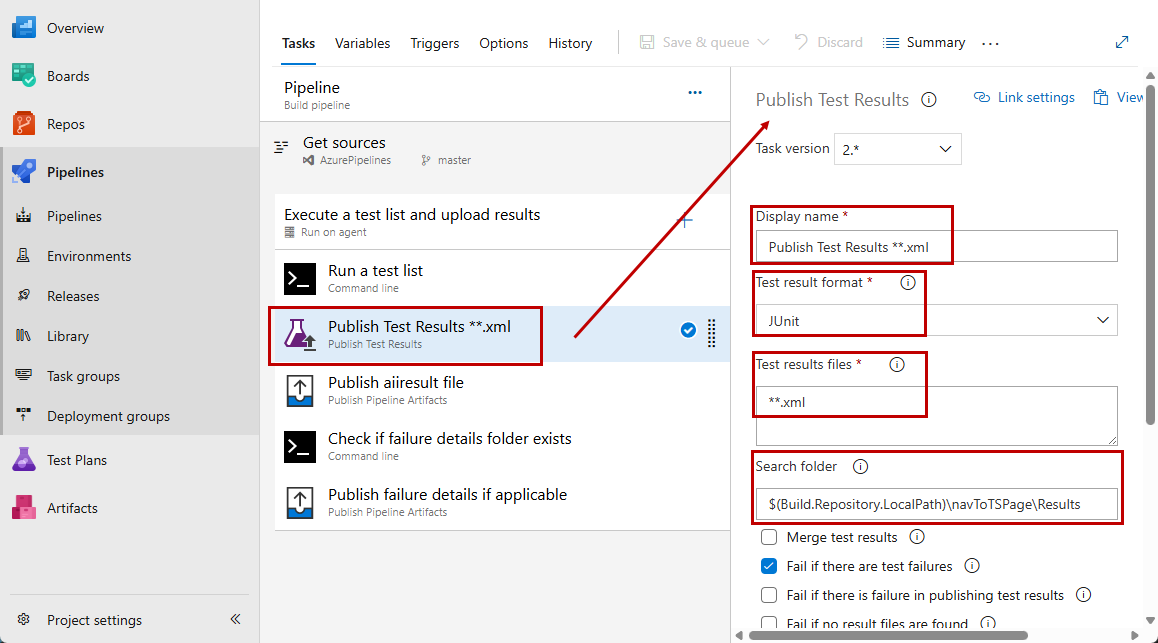 Overview
Boards
Repos
Pipelines
Pipelines
Environments
Releases
Library
Task groups
Deployment groups
Test Plans
Artifacts
Project settings
Tasks Variables Triggers Options History Save & queue Discard Summary
Pipeline
Build pipeline
Get sources
AzurePipelines master
Execute a test list and upload results
Run on agent
Run a test list
Command line
Publish Test Results **.xml
Publish Test Results
Publish aiiresult file
Publish Pipeline Artifacts
Check if failure details folder exists
Command line
Publish failure details if applicable
Publish Pipeline Artifacts
Publish Test Results Link settings View
Task version 2.*
Display name *
Publish Test Results **.xml
Test result format *
JUnit
Test results files *
**.xml
Search folder
$(Build.Repository.LocalPath)\navToTSPage\Results
Merge test results
Fail if there are test failures
Fail if there is failure in publishing test results
Fail if no result files are found